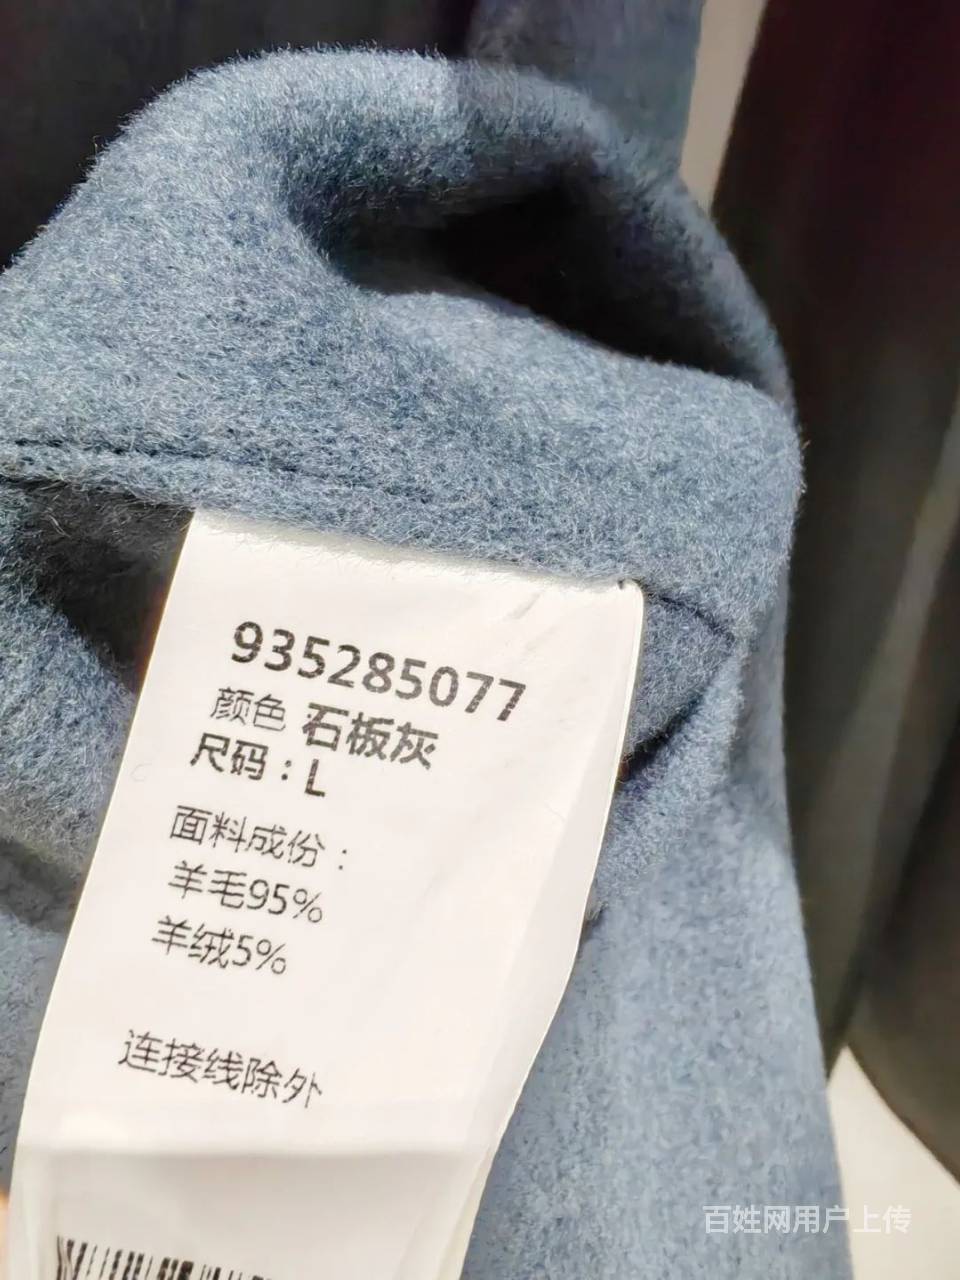 935285077
颜色 石板灰
尺码：L
面料成份：
羊毛95%
羊绒5%
连接线除外
百姓网用户上传